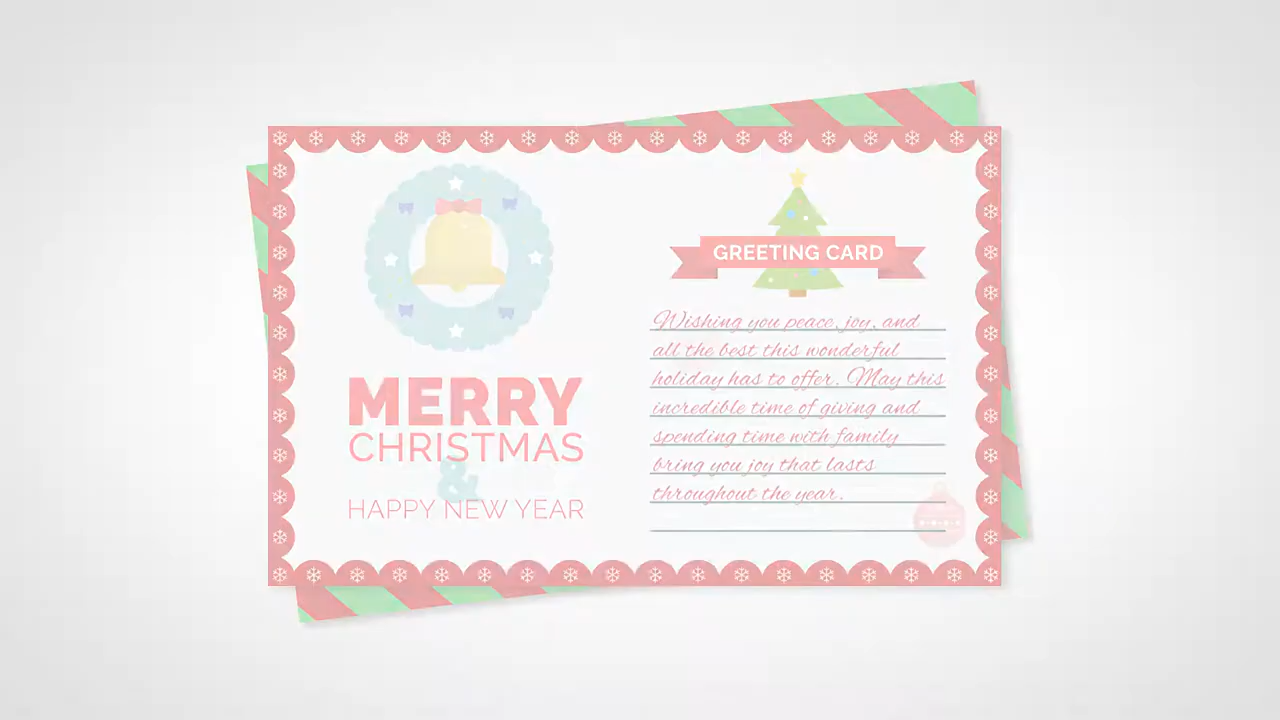 MERRY
CHRISTMAS
&
HAPPY NEW YEAR
GREETING CARD
Wishing you peace, joy, and
all the best this wonderful
holiday has to offer. May this
incredible time of giving and
spending time with family
bring you joy that lasts
throughout the year.